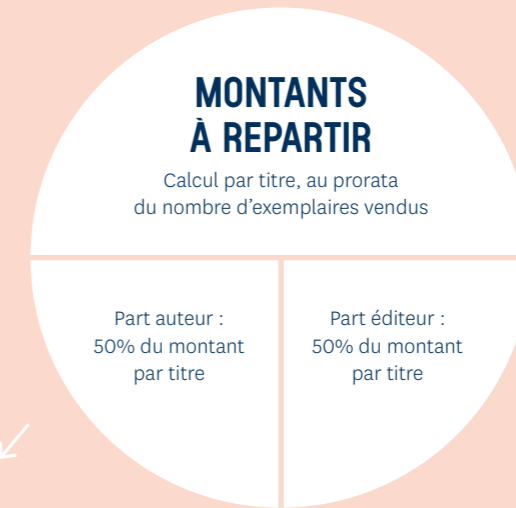 MONTANTS
À REPARTIR
Calcul par titre, au prorata
du nombre d’exemplaires vendus
Part auteur :
50% du montant
par titre
Part éditeur :
50% du montant
par titre